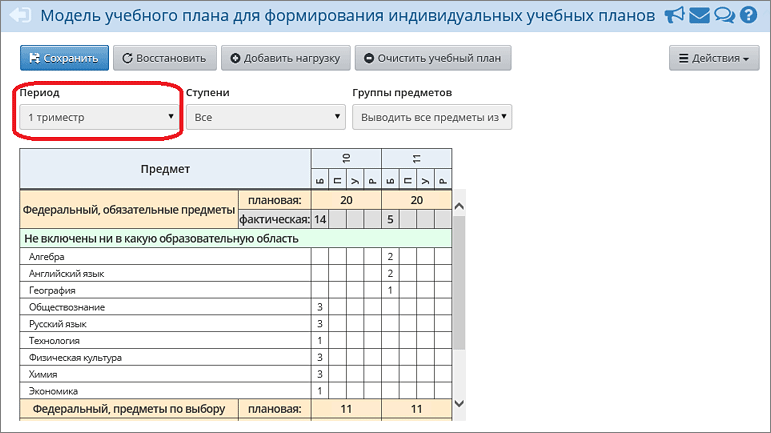 Модель учебного плана для формирования индивидуальных учебных планов
Сохранить Восстановить Добавить нагрузку Очистить учебный план Действия
Период Ступени Группы предметов
1 триместр Все Выводить все предметы из
Предмет 10 11
Б П У Р Б П У Р
Федеральный, обязательные предметы плановая: 20 20
фактическая: 14 5
Не включены ни в какую образовательную область
Алгебра 2
Английский язык 2
География 1
Обществознание 3
Русский язык 3
Технология 1
Физическая культура 3
Химия 3
Экономика 1
Федеральный, предметы по выбору плановая: 11 11